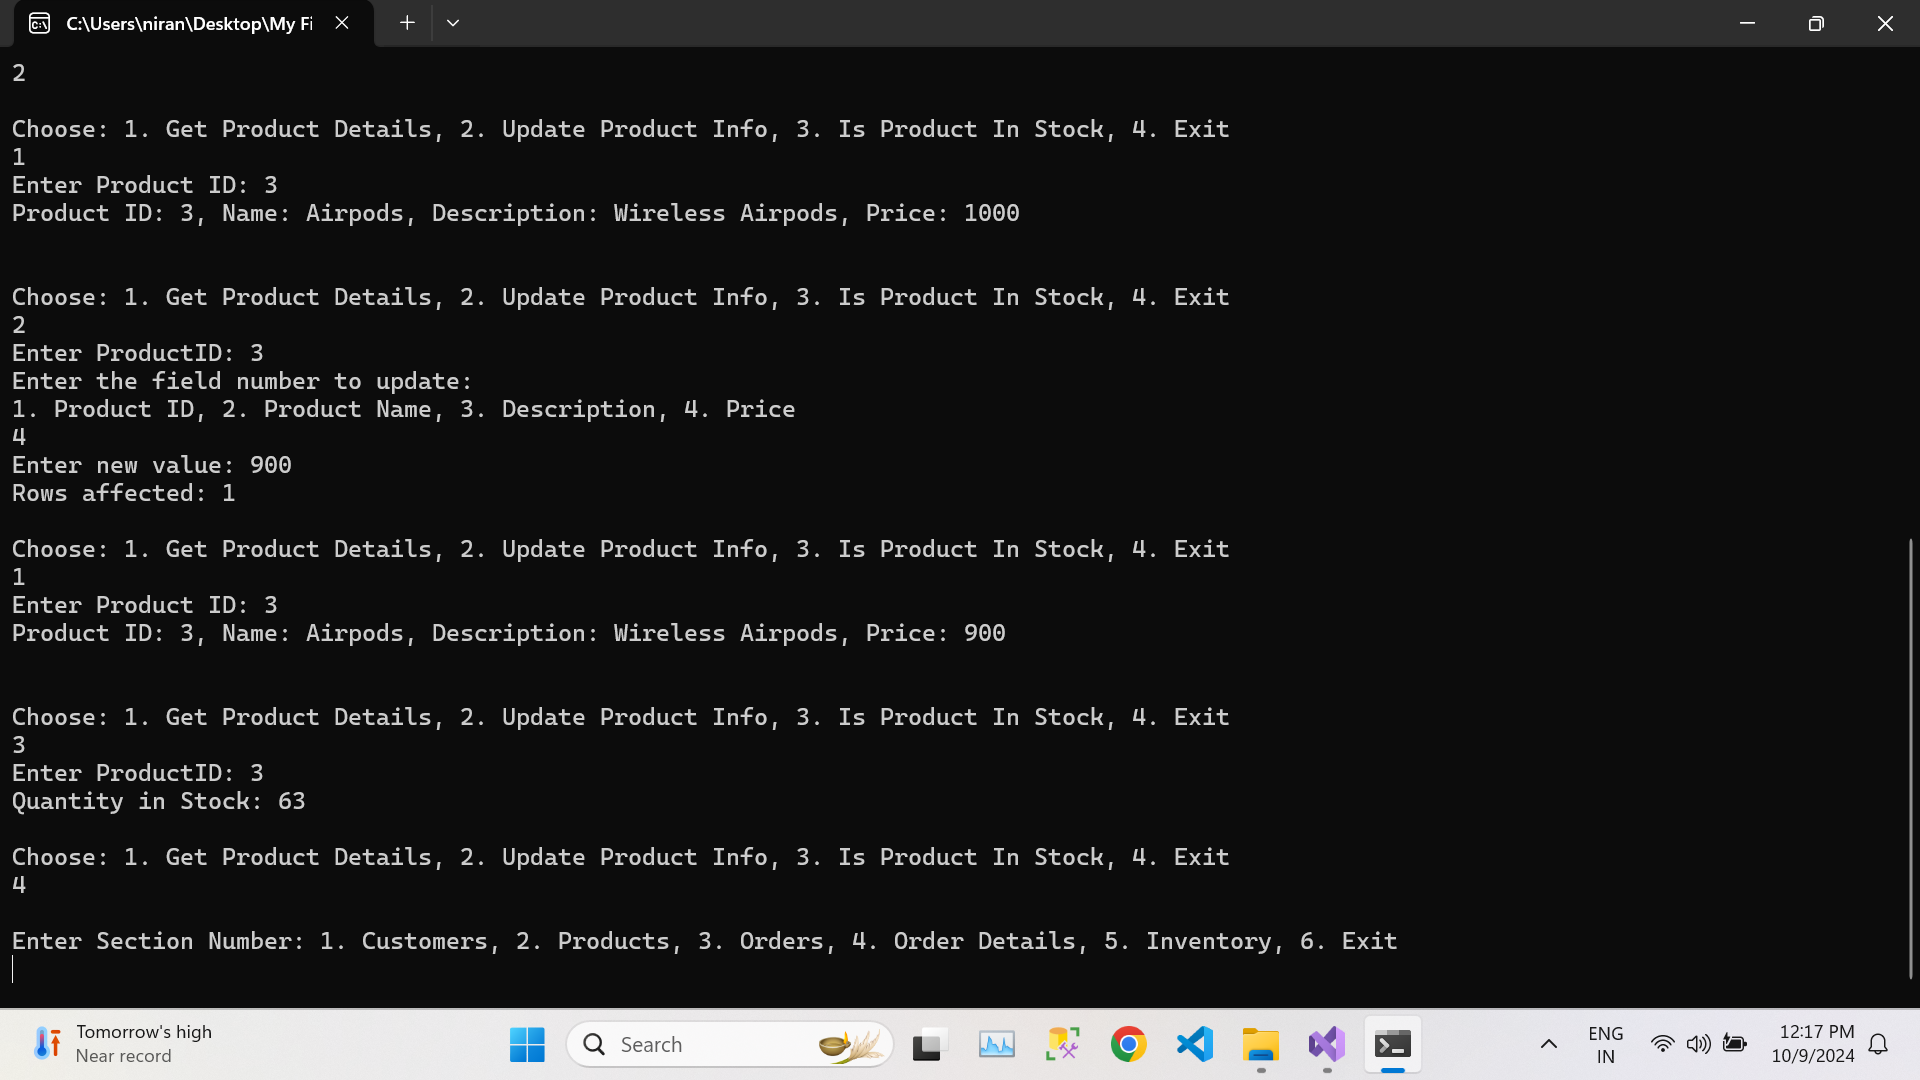 C:\Users\niran\Desktop\My Fi
2
Choose: 1. Get Product Details, 2. Update Product Info, 3. Is Product In Stock, 4. Exit
1
Enter Product ID: 3
Product ID: 3, Name: Airpods, Description: Wireless Airpods, Price: 1000
Choose: 1. Get Product Details, 2. Update Product Info, 3. Is Product In Stock, 4. Exit
2
Enter ProductID: 3
Enter the field number to update:
1. Product ID, 2. Product Name, 3. Description, 4. Price
4
Enter new value: 900
Rows affected: 1
Choose: 1. Get Product Details, 2. Update Product Info, 3. Is Product In Stock, 4. Exit
1
Enter Product ID: 3
Product ID: 3, Name: Airpods, Description: Wireless Airpods, Price: 900
Choose: 1. Get Product Details, 2. Update Product Info, 3. Is Product In Stock, 4. Exit
3
Enter ProductID: 3
Quantity in Stock: 63
Choose: 1. Get Product Details, 2. Update Product Info, 3. Is Product In Stock, 4. Exit
4
Enter Section Number: 1. Customers, 2. Products, 3. Orders, 4. Order Details, 5. Inventory, 6. Exit
Tomorrow's high
Near record
Search
ENG
IN
12:17 PM
10/9/2024